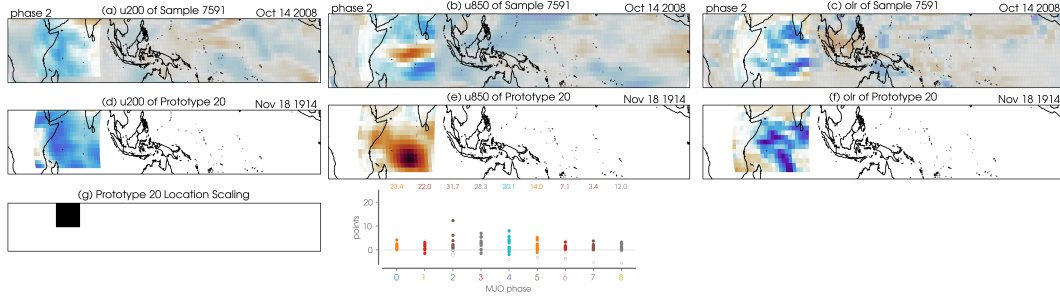 phase 2 (a) u200 of Sample 7591 Oct 14 2008
phase 2 (b) u850 of Sample 7591 Oct 14 2008
phase 2 (c) olr of Sample 7591 Oct 14 2008
(d) u200 of Prototype 20 Nov 18 1914
(e) u850 of Prototype 20 Nov 18 1914
(f) olr of Prototype 20 Nov 18 1914
(g) Prototype 20 Location Scaling
23.4 22.0 31.7 28.3 20.1 14.0 7.1 3.4 12.0
20
10
0
points
0 1 2 3 4 5 6 7 8
MJO phase